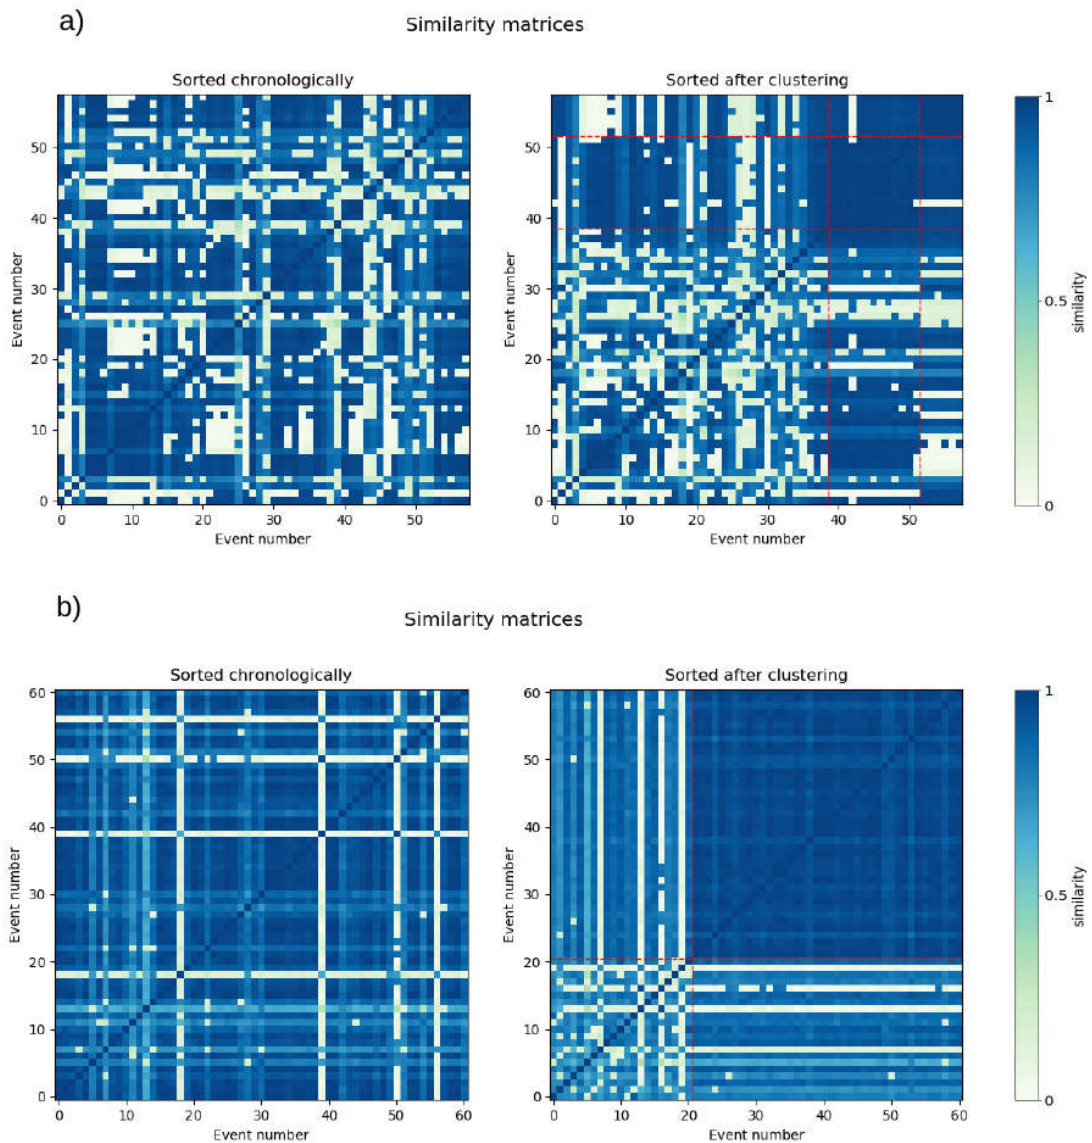 a)
Similarity matrices
Sorted chronologically
Sorted after clustering
50
40
30
20
10
0
0 10 20 30 40 50
Event number
Event number
50
40
30
20
10
0
0 10 20 30 40 50
Event number
Event number
1
0.5
0
similarity
b)
Similarity matrices
Sorted chronologically
Sorted after clustering
60
50
40
30
20
10
0
0 10 20 30 40 50 60
Event number
Event number
60
50
40
30
20
10
0
0 10 20 30 40 50 60
Event number
Event number
1
0.5
0
similarity